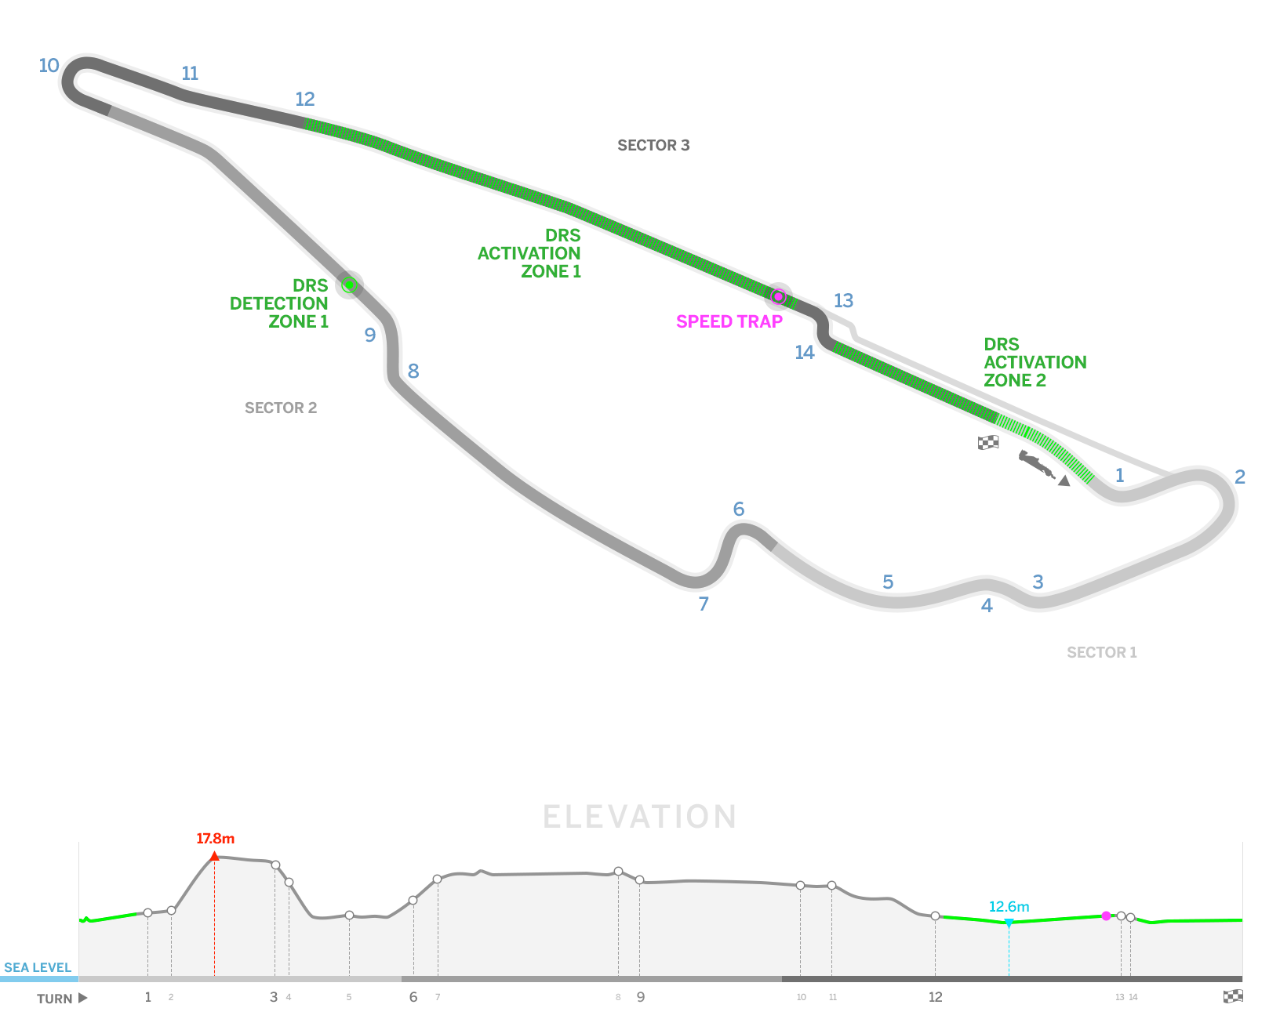 10
11
12
SECTOR 3
DRS
ACTIVATION
ZONE 1
DRS
DETECTION
ZONE 1
13
SPEED TRAP
14
DRS
ACTIVATION
ZONE 2
9
8
SECTOR 2
1
2
6
7
5
4
3
SECTOR 1
ELEVATION
17.8m
12.6m
SEA LEVEL
TURN 1 2 3 4 5 6 7 8 9 10 11 12 13 14